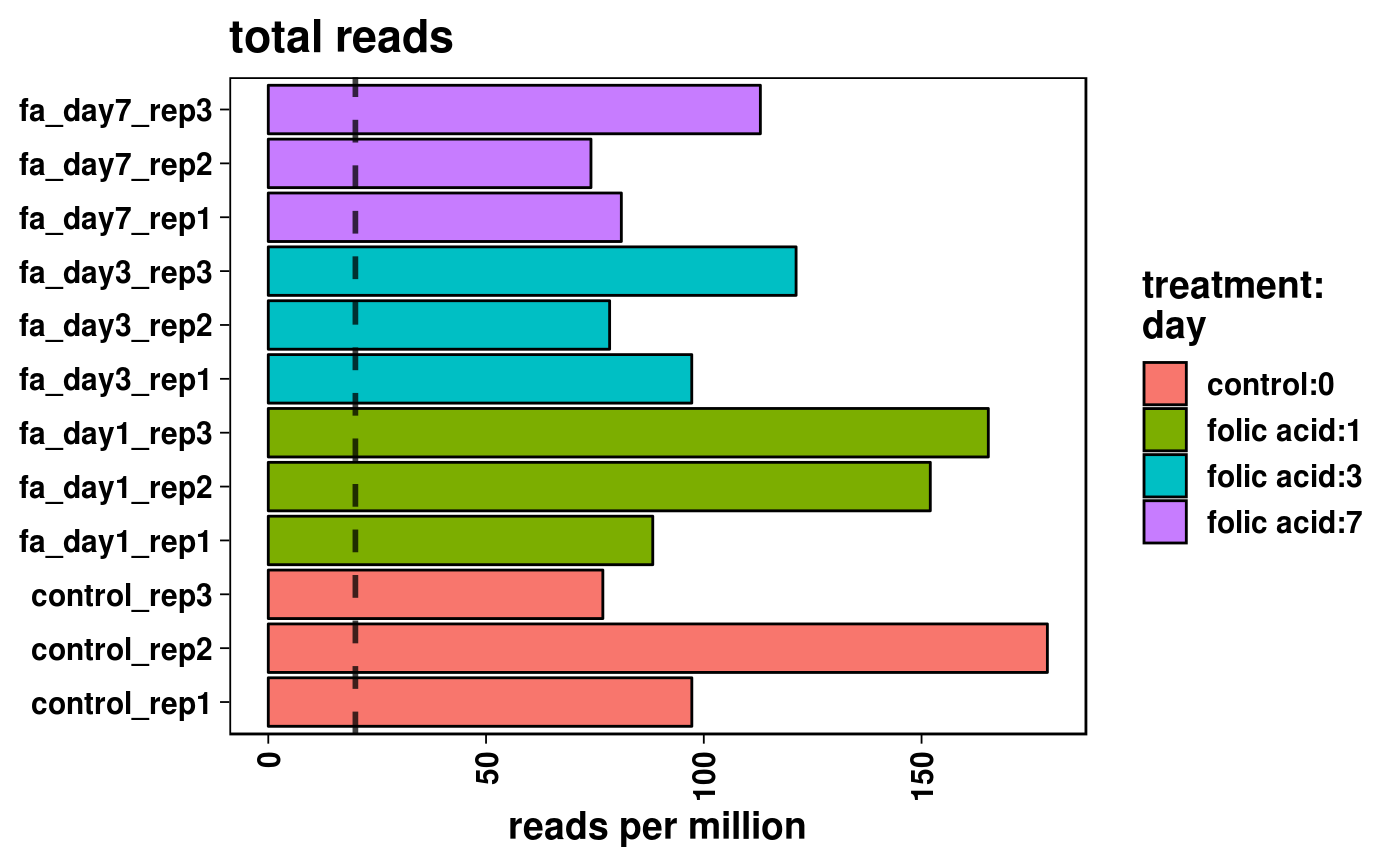 total reads
fa_day7_rep3
fa_day7_rep2
fa_day7_rep1
fa_day3_rep3
fa_day3_rep2
fa_day3_rep1
fa_day1_rep3
fa_day1_rep2
fa_day1_rep1
control_rep3
control_rep2
control_rep1
0
50
100
150
reads per million
treatment:
day
control:0
folic acid:1
folic acid:3
folic acid:7